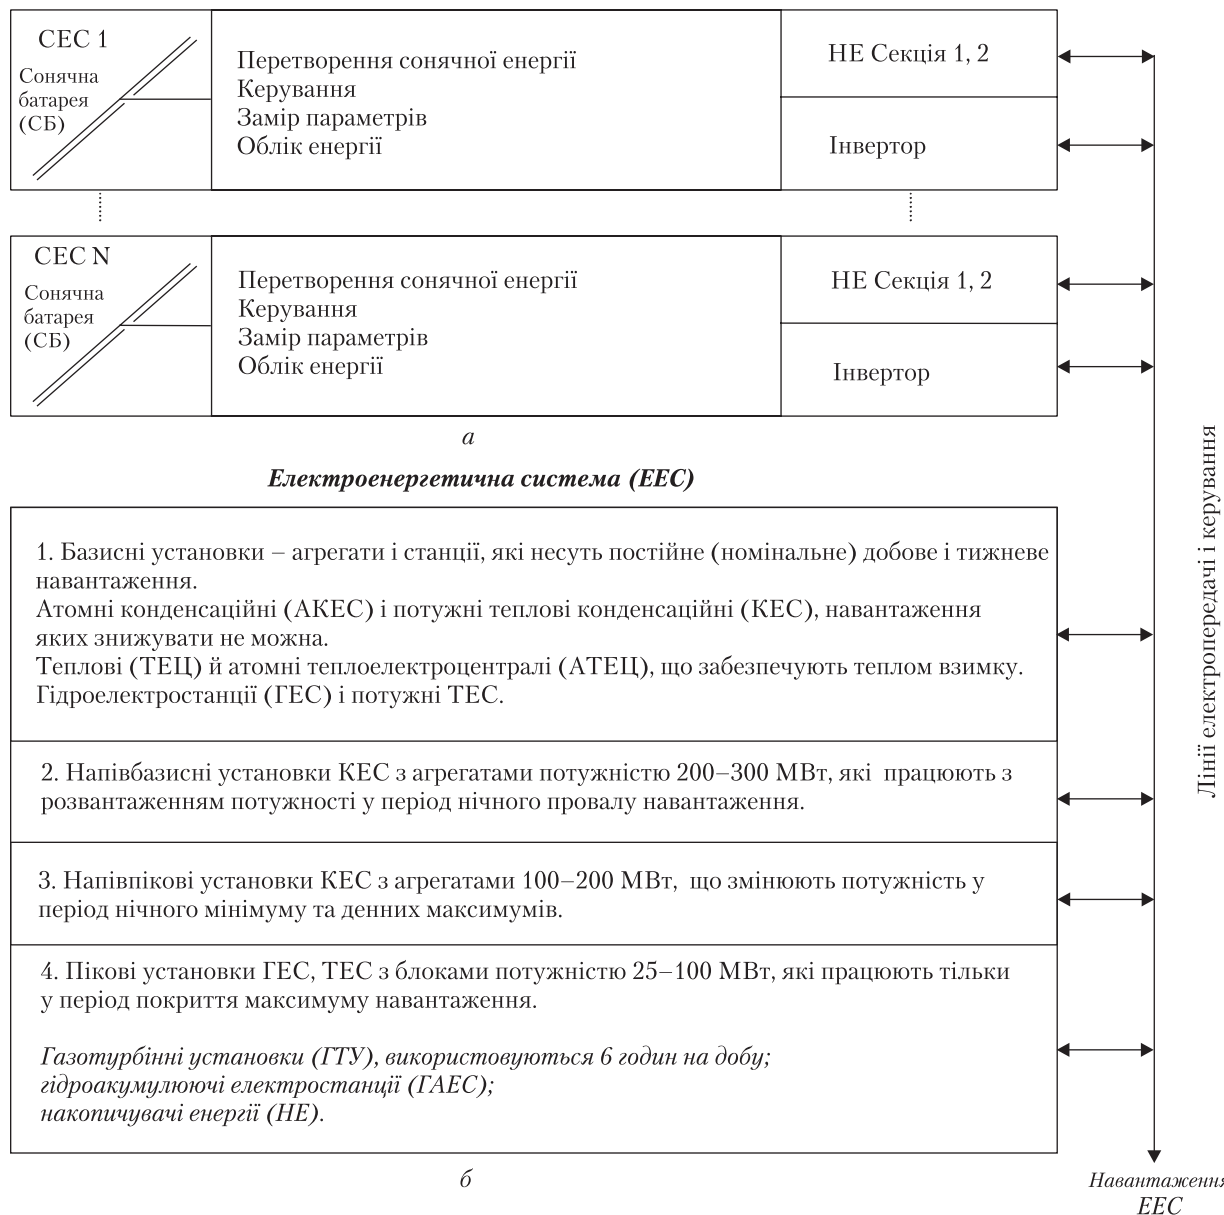 СЕС 1
Сонячна
батарея
(СБ)
Перетворення сонячної енергії
Керування
Замір параметрів
Облік енергії
НЕ Секція 1, 2
Інвертор
СЕС N
Сонячна
батарея
(СБ)
Перетворення сонячної енергії
Керування
Замір параметрів
Облік енергії
НЕ Секція 1, 2
Інвертор
а
Електроенергетична система (ЕЕС)
1. Базисні установки – агрегати і станції, які несуть постійне (номінальне) добове і тижневе
навантаження.
Атомні конденсаційні (АКЕС) і потужні теплові конденсаційні (КЕС), навантаження
яких знижувати не можна.
Теплові (ТЕЦ) й атомні теплоелектроцентралі (АТЕЦ), що забезпечують теплом взимку.
Гідроелектростанції (ГЕС) і потужні ТЕС.
2. Напівбазисні установки КЕС з агрегатами потужністю 200–300 МВт, які працюють з
розвантаженням потужності у період нічного провалу навантаження.
3. Напівпікові установки КЕС з агрегатами 100–200 МВт, що змінюють потужність у
період нічного мінімуму та денних максимумів.
4. Пікові установки ГЕС, ТЕС з блоками потужністю 25–100 МВт, які працюють тільки
у період покриття максимуму навантаження.
Газотурбінні установки (ГТУ), використовуються 6 годин на добу;
гідроакумулюючі електростанції (ГАЕС);
накопичувачі енергії (НЕ).
б
Лінії електропередачі і керування
Навантаження
ЕЕС